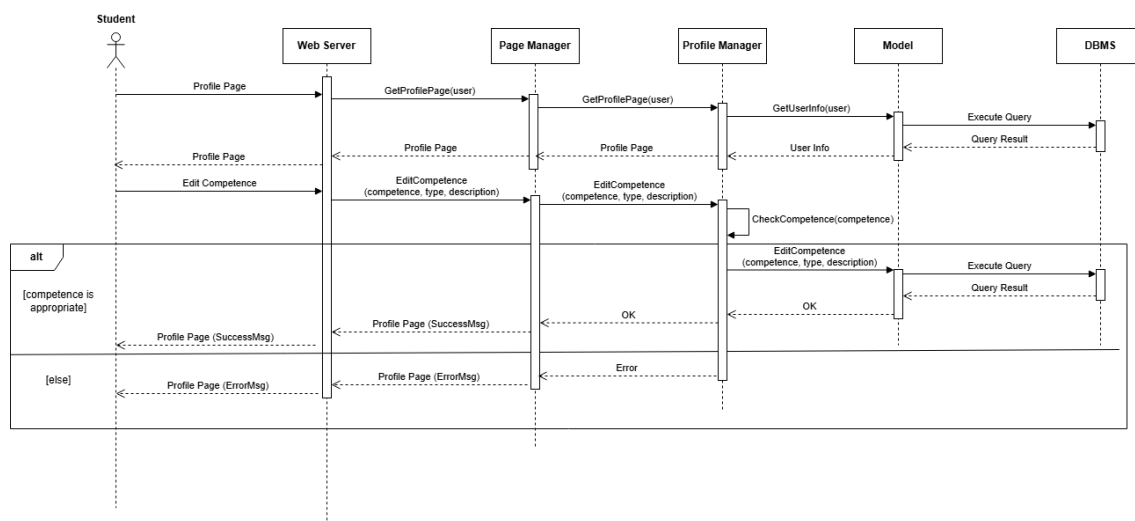 Student
Web Server
Page Manager
Profile Manager
Model
DBMS
Profile Page
GetProfilePage(user)
GetProfilePage(user)
GetUserInfo(user)
Execute Query
Query Result
User Info
Profile Page
Profile Page
Profile Page
Edit Competence
EditCompetence
(competence, type, description)
EditCompetence
(competence, type, description)
CheckCompetence(competence)
alt
[competence is
appropriate]
EditCompetence
(competence, type, description)
Execute Query
Query Result
OK
OK
Profile Page (SuccessMsg)
Profile Page (SuccessMsg)
[else]
Error
Profile Page (ErrorMsg)
Profile Page (ErrorMsg)